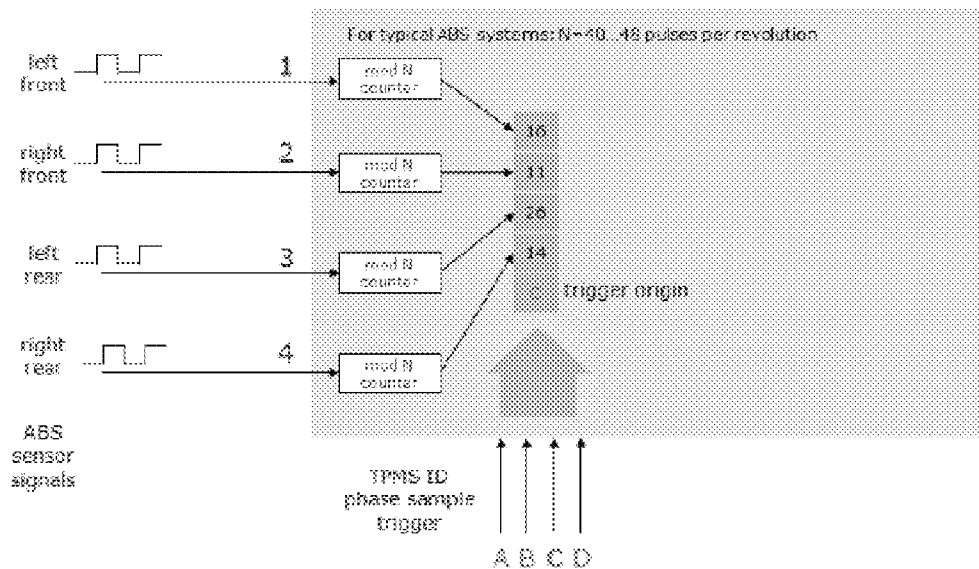 For typical ABS systems: N=40...48 pulses per revolution
left
front
1
mod N
counter
16
right
front
2
mod N
counter
11
26
left
rear
3
mod N
counter
14
trigger origin
right
rear
4
mod N
counter
ABS
sensor
signals
TPMS ID
phase sample
trigger
A B C D